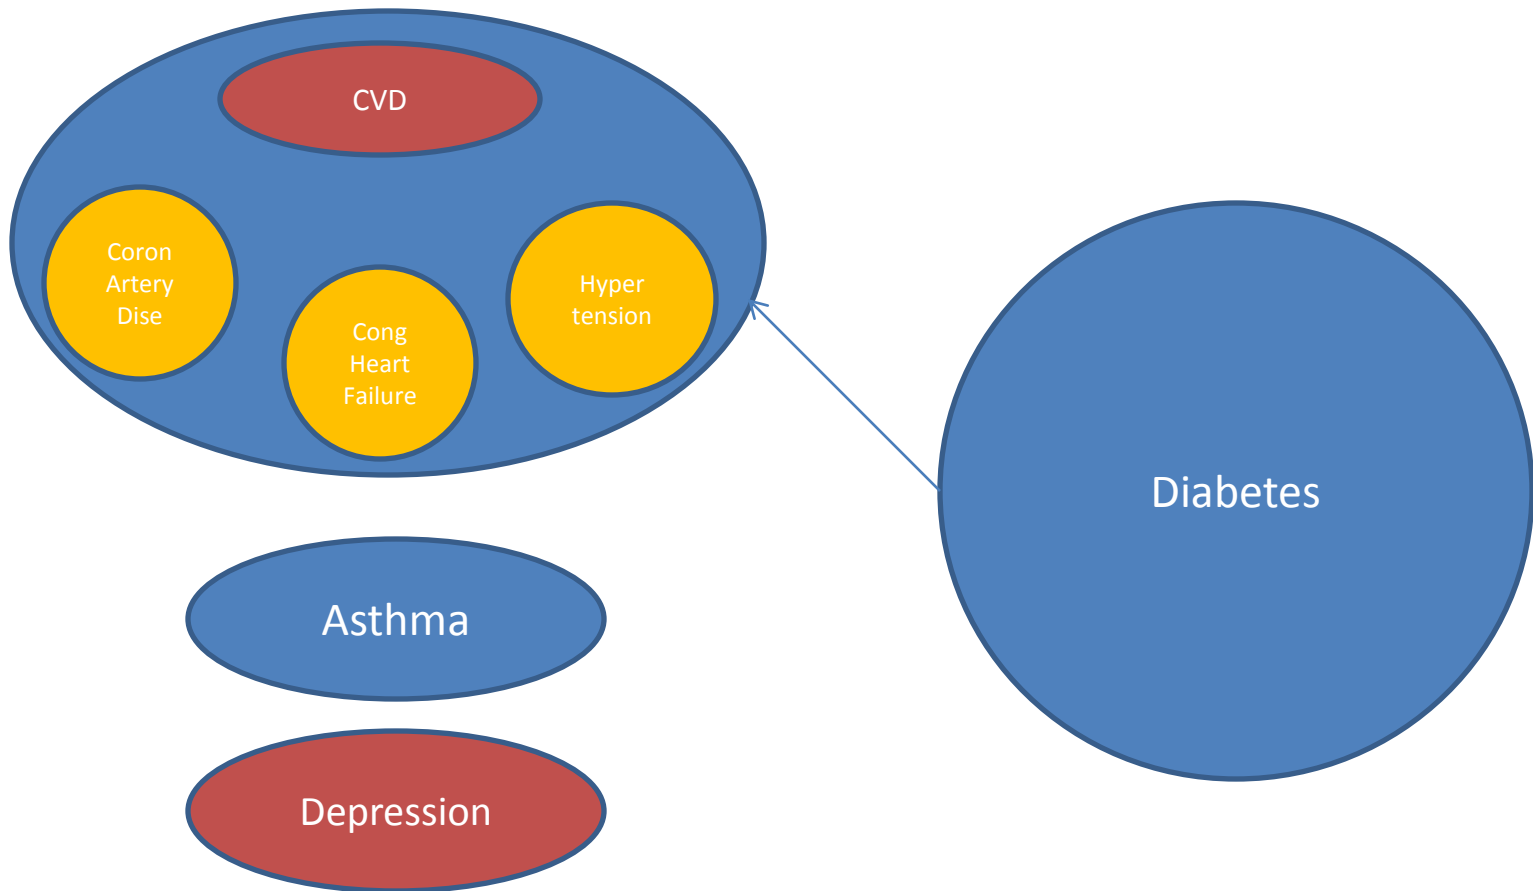 CVD
Coron
Artery
Dise
Cong
Heart
Failure
Hyper
tension
Diabetes
Asthma
Depression